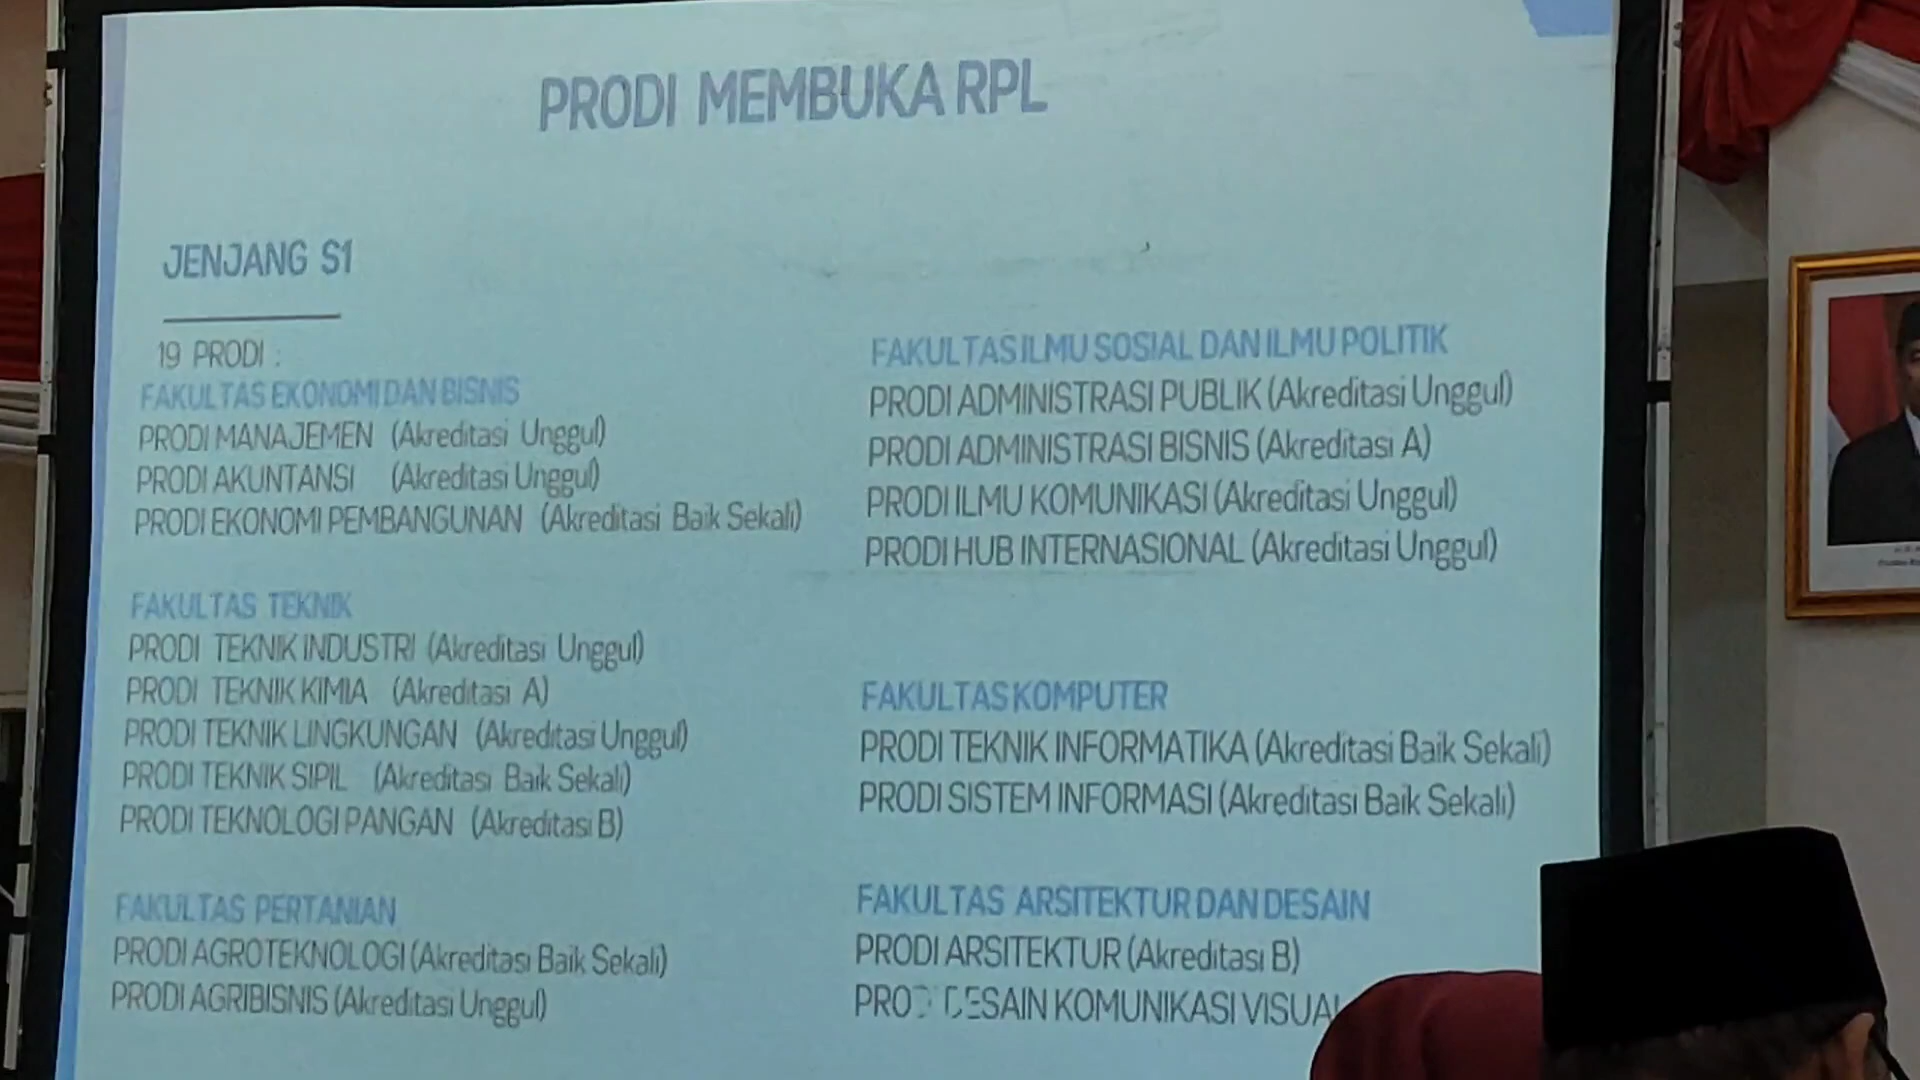 PRODI MEMBUKA RPL
JENJANG S1
19 PRODI :
FAKULTAS EKONOMI DAN BISNIS
PRODI MANAJEMEN (Akreditasi Unggul)
PRODI AKUNTANSI (Akreditasi Unggul)
PRODI EKONOMI PEMBANGUNAN (Akreditasi Baik Sekali)
FAKULTAS TEKNIK
PRODI TEKNIK INDUSTRI (Akreditasi Unggul)
PRODI TEKNIK KIMIA (Akreditasi A)
PRODI TEKNIK LINGKUNGAN (Akreditasi Unggul)
PRODI TEKNIK SIPIL (Akreditasi Baik Sekali)
PRODI TEKNOLOGI PANGAN (Akreditasi B)
FAKULTAS PERTANIAN
PRODI AGROTEKNOLOGI (Akreditasi Baik Sekali)
PRODI AGRIBISNIS (Akreditasi Unggul)
FAKULTAS ILMU SOSIAL DAN ILMU POLITIK
PRODI ADMINISTRASI PUBLIK (Akreditasi Unggul)
PRODI ADMINISTRASI BISNIS (Akreditasi A)
PRODI ILMU KOMUNIKASI (Akreditasi Unggul)
PRODI HUB INTERNASIONAL (Akreditasi Unggul)
FAKULTAS KOMPUTER
PRODI TEKNIK INFORMATIKA (Akreditasi Baik Sekali)
PRODI SISTEM INFORMASI (Akreditasi Baik Sekali)
FAKULTAS ARSITEKTUR DAN DESAIN
PRODI ARSITEKTUR (Akreditasi B)
PRODI DESAIN KOMUNIKASI VISUAL